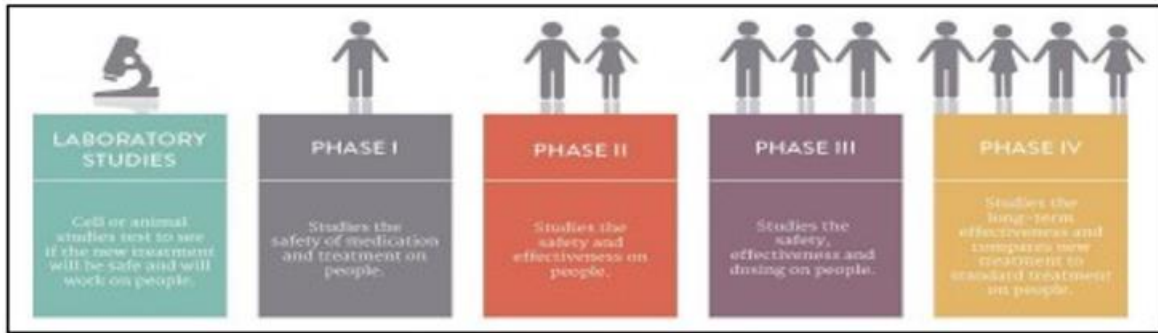 LABORATORY
STUDIES
Cell or animal
studies test to see
if the new treatment
will be safe and will
work on people.
PHASE I
Studies the
safety of medication
and treatment on
people.
PHASE II
Studies the
safety and
effectiveness on
people.
PHASE III
Studies the
safety,
effectiveness and
dosing on people.
PHASE IV
Studies the
long-term
effectiveness and
compares new
treatment to
standard treatment
on people.